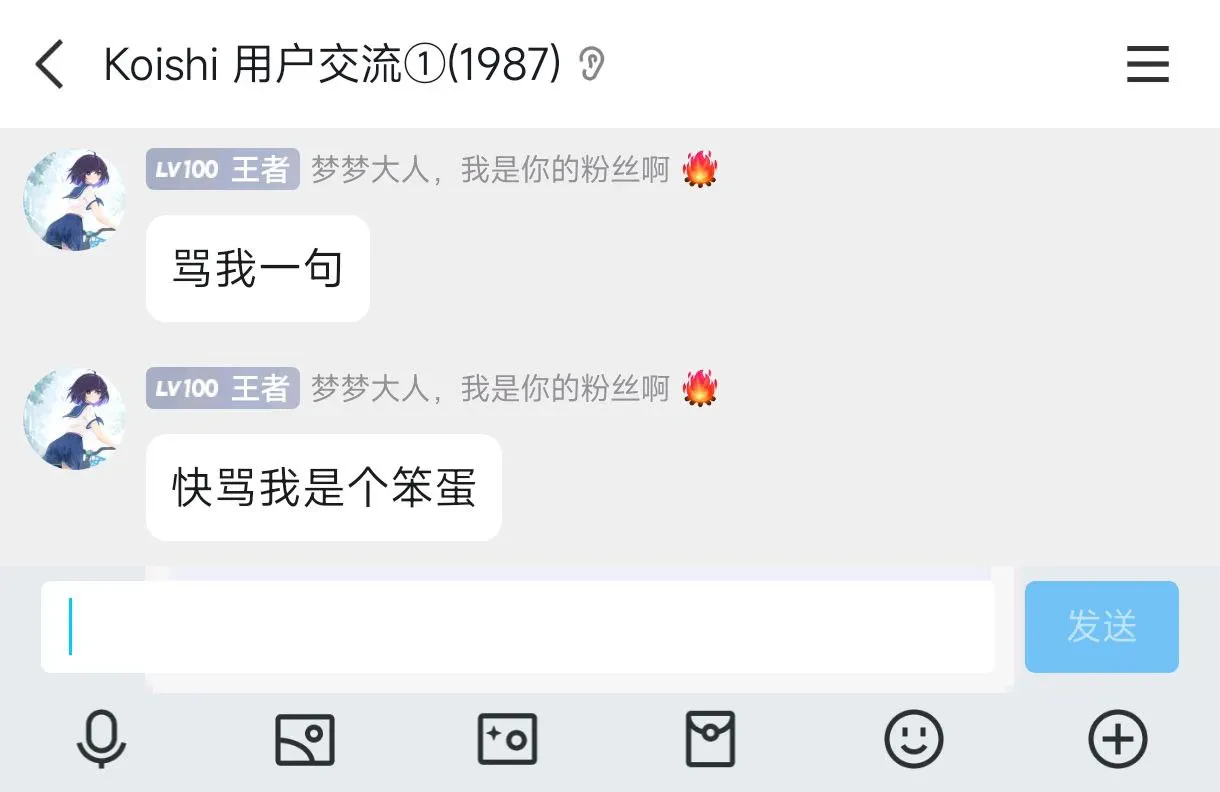 Koishi 用户交流①(1987)
LV100 王者 梦梦大人，我是你的粉丝啊
骂我一句
LV100 王者 梦梦大人，我是你的粉丝啊
快骂我是个笨蛋
发送